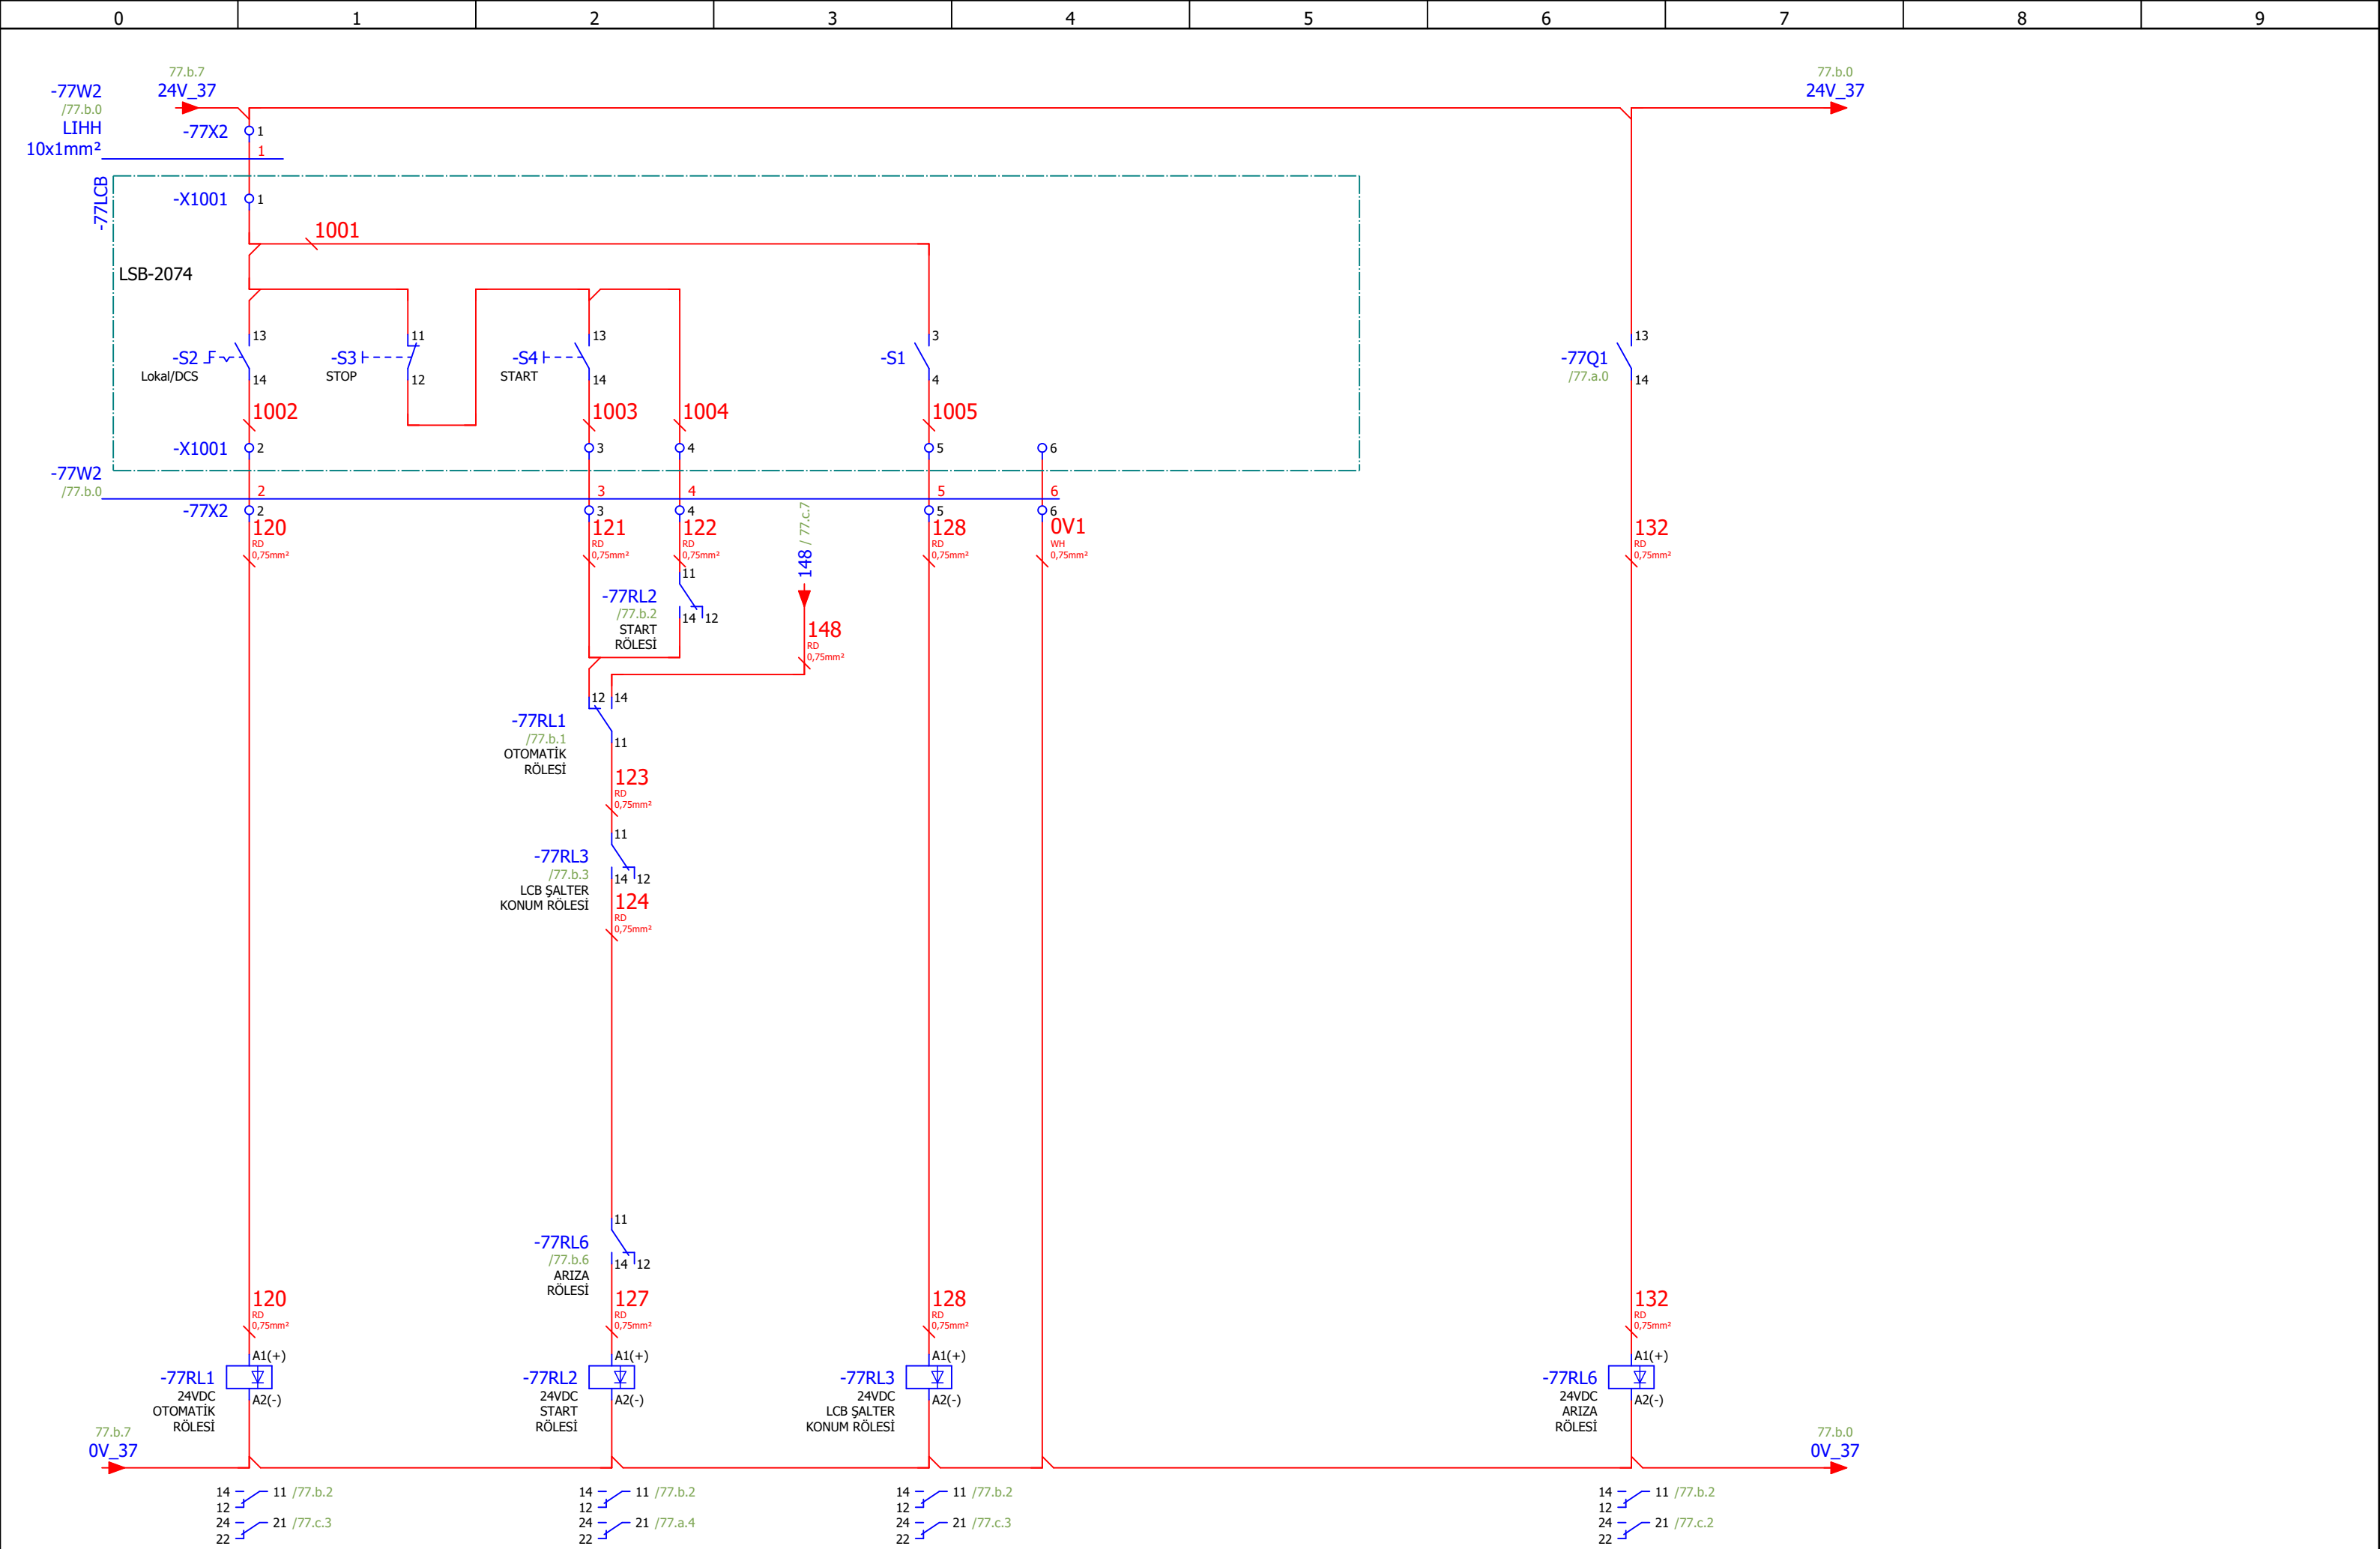 0 1 2 3 4 5 6 7 8 9
77.b.7
24V_37
77.b.0
24V_37
-77W2
/77.b.0
LIHH
10x1mm²
-77X2 1
1
-77LCB
-X1001 1
1001
LSB-2074
13 11 13 3 13
-S2 -S3 -S4 -S1 -77Q1
Lokal/DCS STOP START /77.a.0
14 12 14 4 14
1002 1003 1004 1005
-X1001 2 3 4 5 6
-77W2
/77.b.0
2 3 4 5 6
-77X2 2 3 4 5 6
120 121 122 128 0V1 132
RD RD RD RD WH RD
0,75mm² 0,75mm² 0,75mm² 0,75mm² 0,75mm² 0,75mm²
148 / 77.c.7
11
-77RL2
/77.b.2
14 12
START
RÖLESİ
148
RD
0,75mm²
12 14
-77RL1
/77.b.1
11
OTOMATİK
RÖLESİ
123
RD
0,75mm²
11
-77RL3
/77.b.3
14 12
LCB ŞALTER
KONUM RÖLESİ
124
RD
0,75mm²
11
-77RL6
/77.b.6
14 12
ARIZA
RÖLESİ
120 127 128 132
RD RD RD RD
0,75mm² 0,75mm² 0,75mm² 0,75mm²
A1(+) A1(+) A1(+) A1(+)
-77RL1 -77RL2 -77RL3 -77RL6
24VDC 24VDC 24VDC 24VDC
A2(-) A2(-) A2(-) A2(-)
OTOMATİK START LCB ŞALTER ARIZA
RÖLESİ RÖLESİ KONUM RÖLESİ RÖLESİ
77.b.7
0V_37
77.b.0
0V_37
14 11 /77.b.2 14 11 /77.b.2 14 11 /77.b.2 14 11 /77.b.2
12 12 12 12
24 21 /77.c.3 24 21 /77.a.4 24 21 /77.c.3 24 21 /77.c.2
22 22 22 22